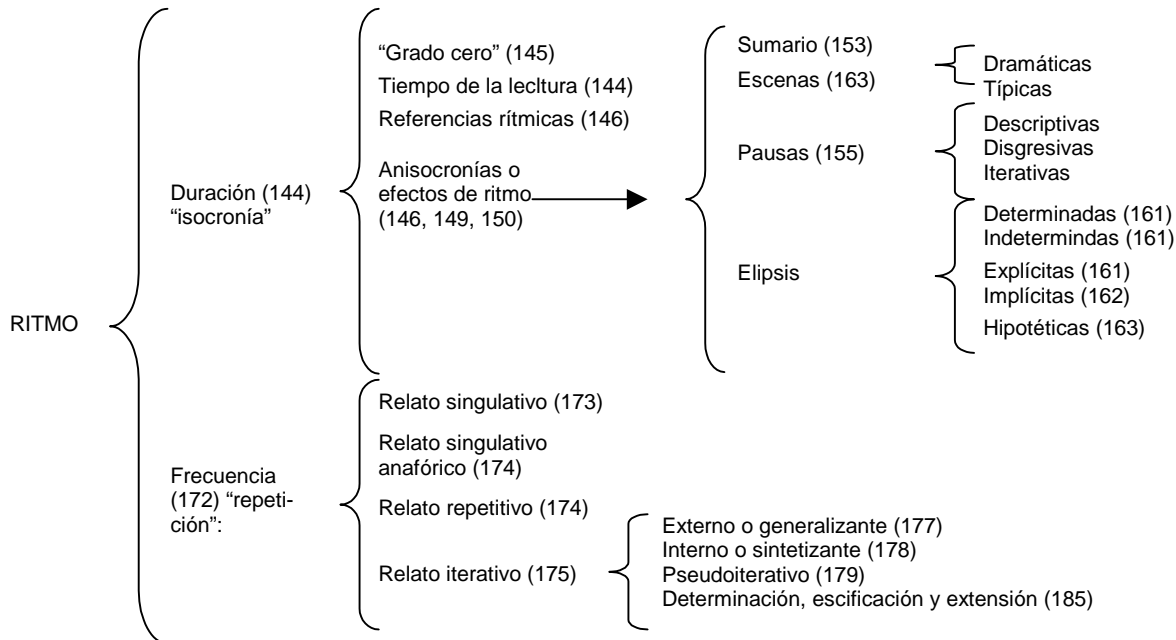 RITMO
Duración (144)
“isocronía”
“Grado cero” (145)
Tiempo de la lecltura (144)
Referencias rítmicas (146)
Anisocronías o
efectos de ritmo
(146, 149, 150)
Sumario (153)
Escenas (163)
Dramáticas
Típicas
Pausas (155)
Descriptivas
Disgresivas
Iterativas
Elipsis
Determinadas (161)
Indetermindas (161)
Explícitas (161)
Implícitas (162)
Hipotéticas (163)
Frecuencia
(172) “repeti-
ción”:
Relato singulativo (173)
Relato singulativo
anafórico (174)
Relato repetitivo (174)
Relato iterativo (175)
Externo o generalizante (177)
Interno o sintetizante (178)
Pseudoiterativo (179)
Determinación, escificación y extensión (185)